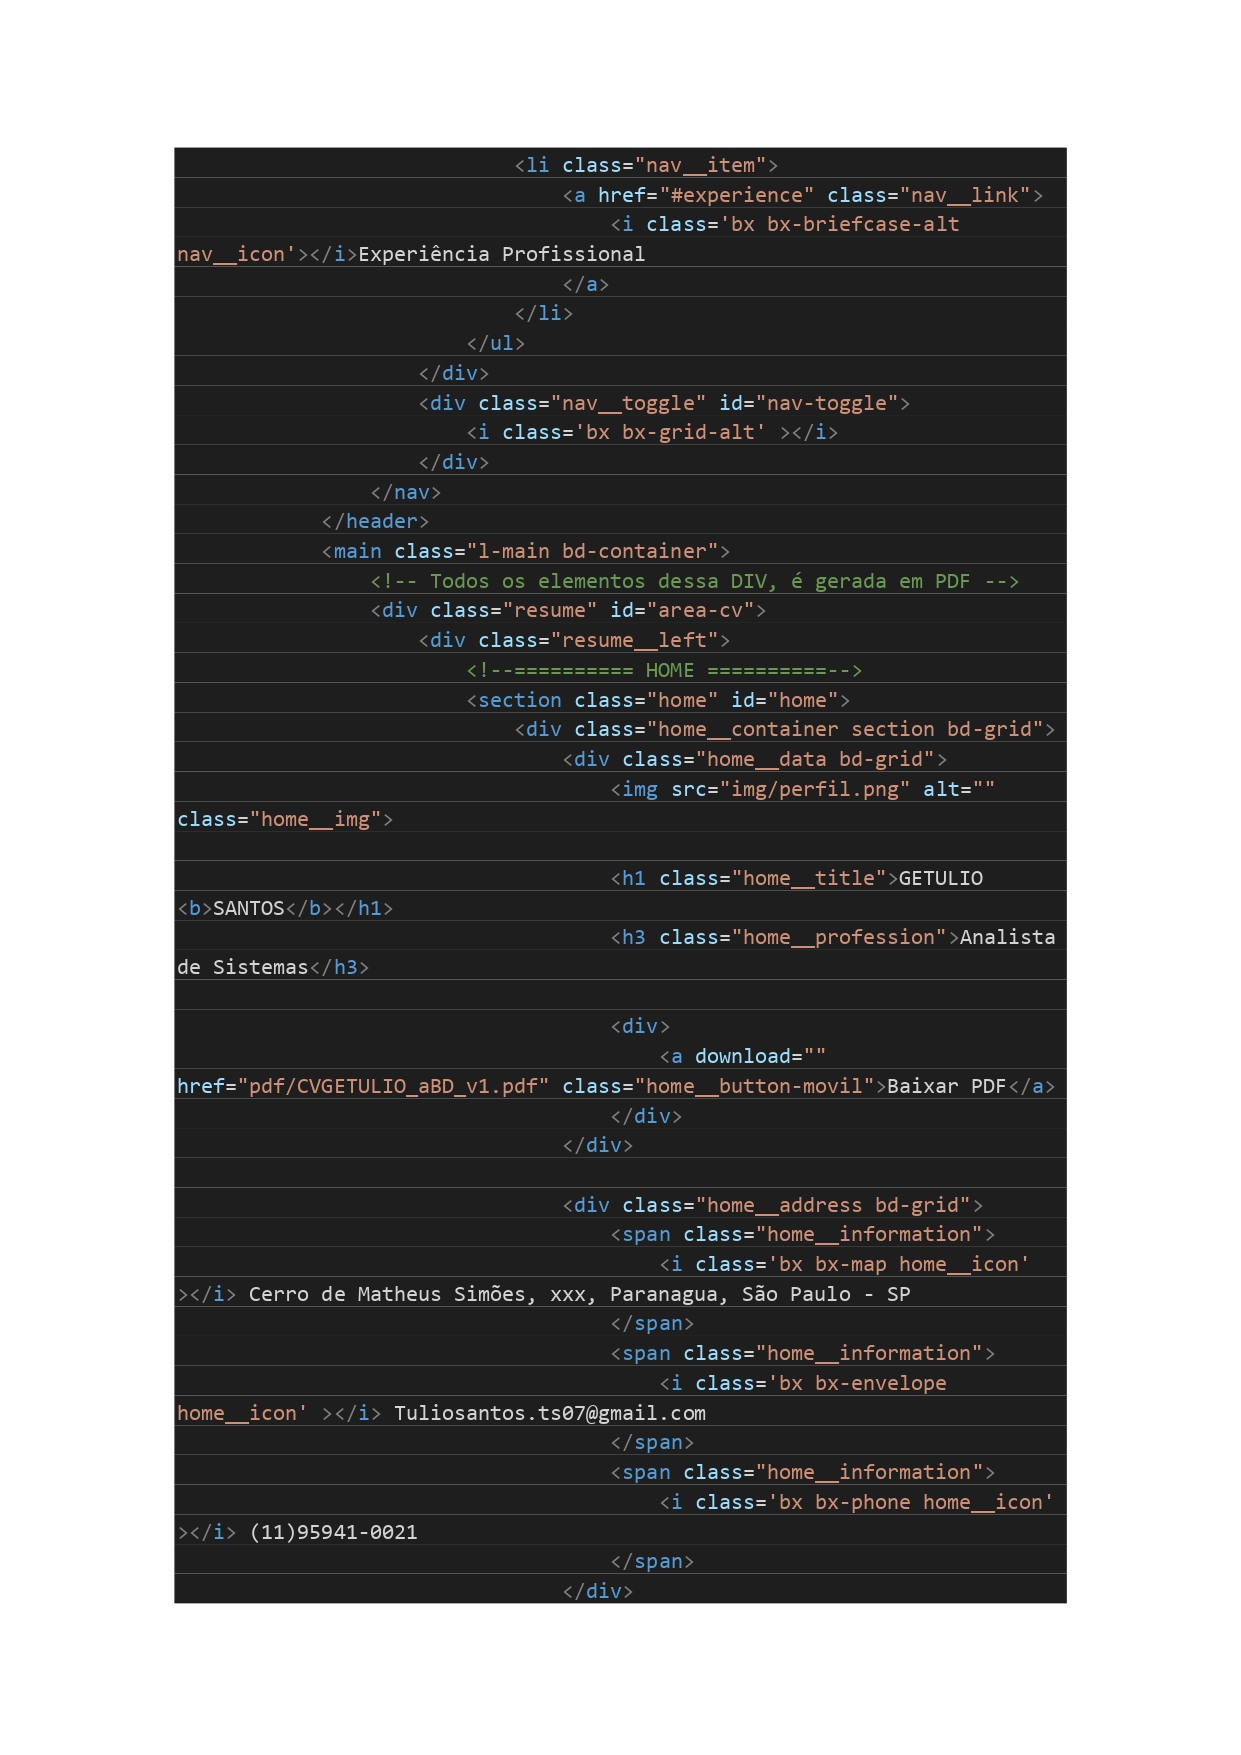 <li class="nav__item">
<a href="#experience" class="nav__link">
<i class='bx bx-briefcase-alt
nav__icon'></i>Experiência Profissional
</a>
</li>
</ul>
</div>
<div class="nav__toggle" id="nav-toggle">
<i class='bx bx-grid-alt' ></i>
</div>
</nav>
</header>
<main class="l-main bd-container">
<!-- Todos os elementos dessa DIV, é gerada em PDF -->
<div class="resume" id="area-cv">
<div class="resume__left">
<!--========== HOME ==========-->
<section class="home" id="home">
<div class="home__container section bd-grid">
<div class="home__data bd-grid">
<img src="img/perfil.png" alt=""
class="home__img">
<h1 class="home__title">GETULIO
<b>SANTOS</b></h1>
<h3 class="home__profession">Analista
de Sistemas</h3>
<div>
<a download=""
href="pdf/CVGETULIO_aBD_v1.pdf" class="home__button-movil">Baixar PDF</a>
</div>
</div>
<div class="home__address bd-grid">
<span class="home__information">
<i class='bx bx-map home__icon'
></i> Cerro de Matheus Simões, xxx, Paranagua, São Paulo - SP
</span>
<span class="home__information">
<i class='bx bx-envelope
home__icon' ></i> Tuliosantos.ts07@gmail.com
</span>
<span class="home__information">
<i class='bx bx-phone home__icon'
></i> (11)95941-0021
</span>
</div>